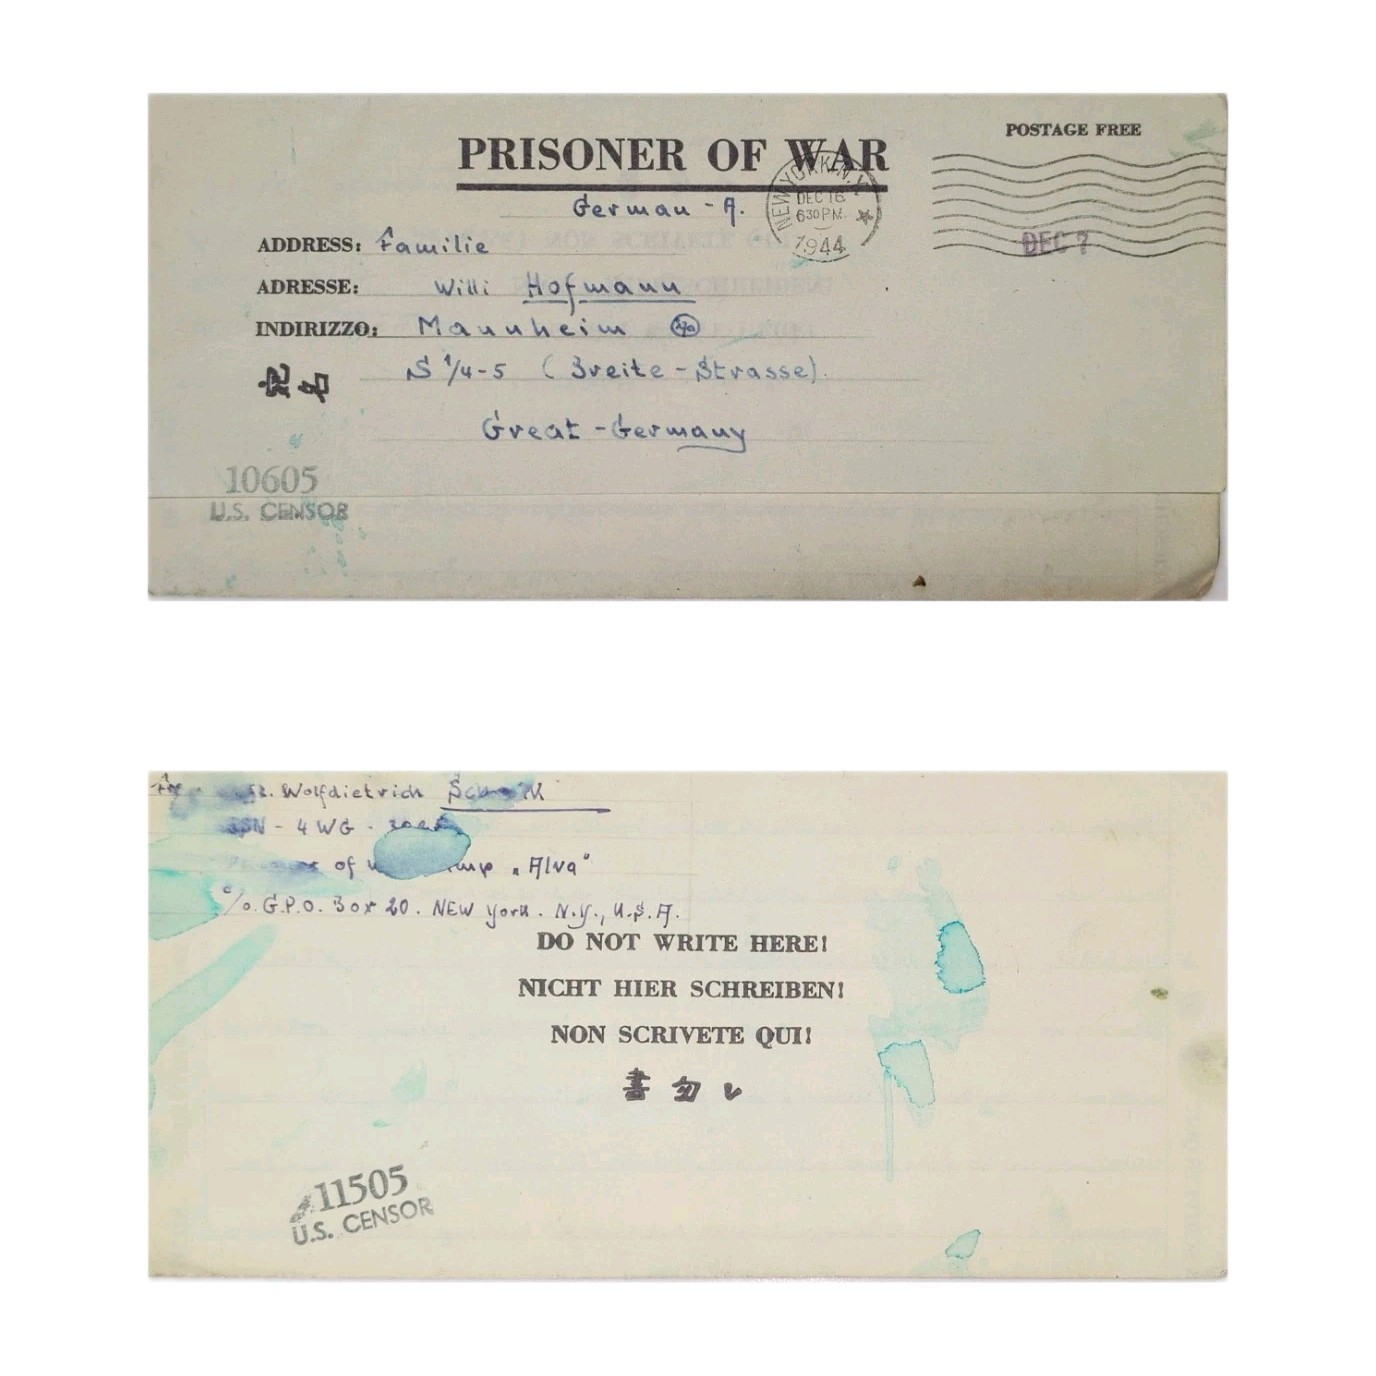 POSTAGE FREE
PRISONER OF WAR
German - A.
NEW YORK, N.Y.
DEC 16
6 30 PM
1944
DEC 7
ADDRESS: Familie
ADRESSE: Willi Hofmann
INDIRIZZO: Mannheim
宛名
S 1/4-5 (Breite-Strasse).
Great-Germany
10605
U.S. CENSOR
Wolfdietrich
- 4 WG -
of "Alva"
c/o. G.P.O. Box 20. NEW York. N.Y., U.S.A.
DO NOT WRITE HERE!
NICHT HIER SCHREIBEN!
NON SCRIVETE QUI!
書勿レ
11505
U.S. CENSOR